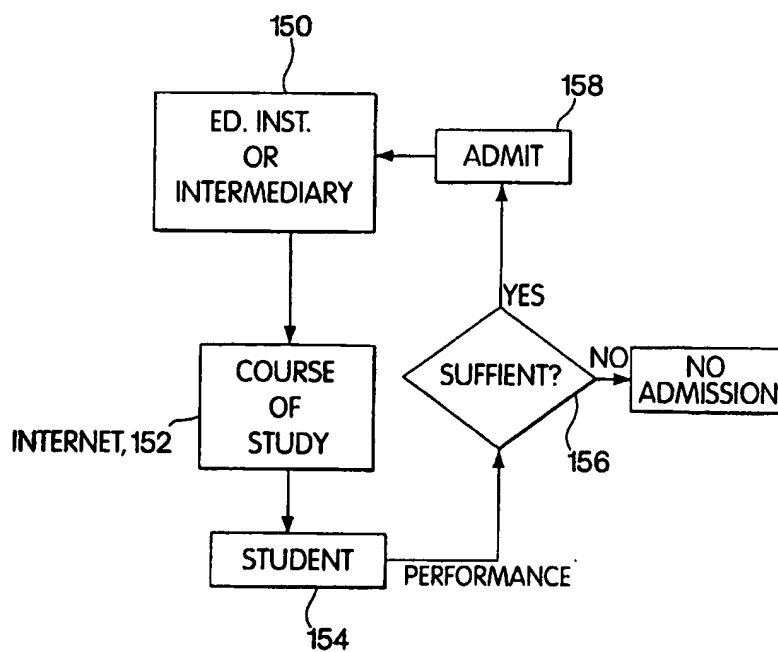 150
ED. INST.
OR
INTERMEDIARY
158
ADMIT
YES
COURSE
OF
STUDY
INTERNET, 152
SUFFIENT?
NO
NO
ADMISSION
156
STUDENT
PERFORMANCE
154